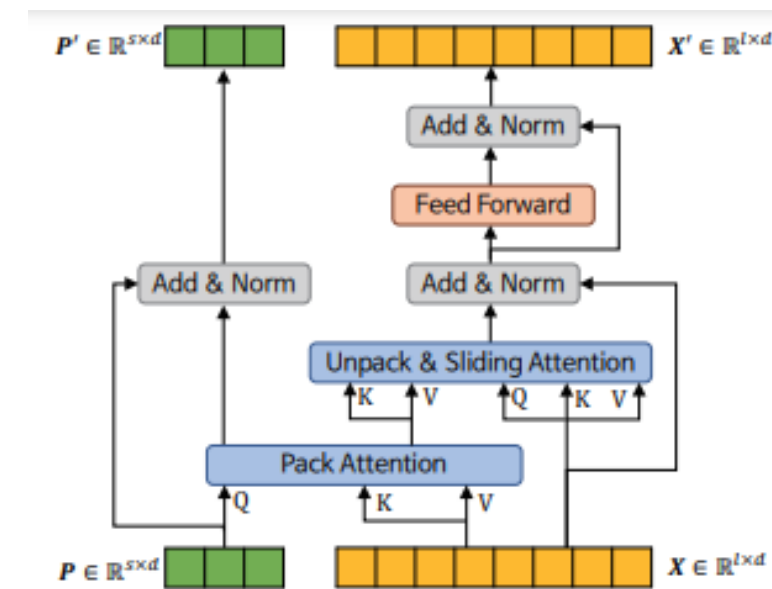 P′ ∈ ℝ^{s×d}
X′ ∈ ℝ^{l×d}
Add & Norm
Feed Forward
Add & Norm
Add & Norm
Unpack & Sliding Attention
K V Q K V
Pack Attention
Q K V
P ∈ ℝ^{s×d}
X ∈ ℝ^{l×d}